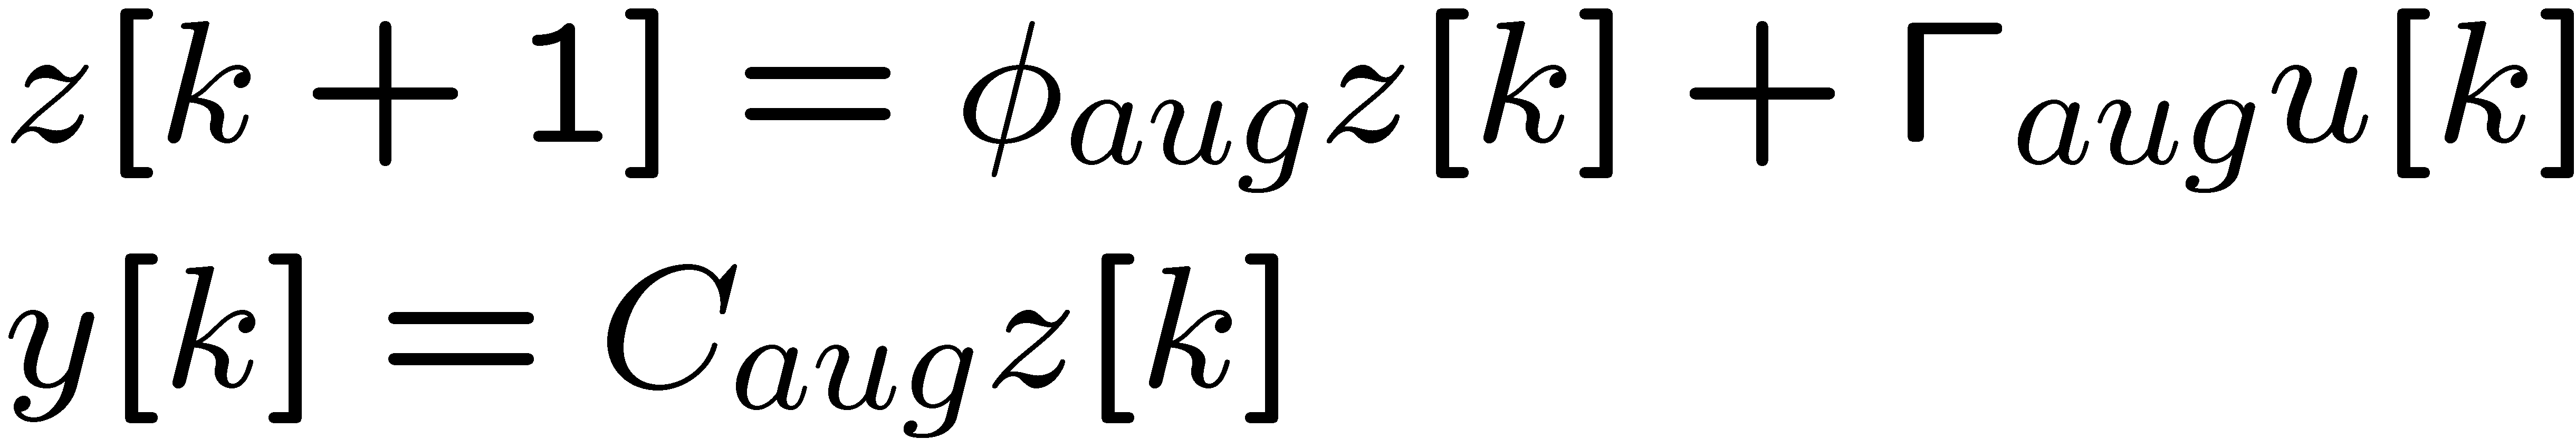 z[k + 1] = ϕ_{aug}z[k] + Γ_{aug}u[k]
y[k] = C_{aug}z[k]